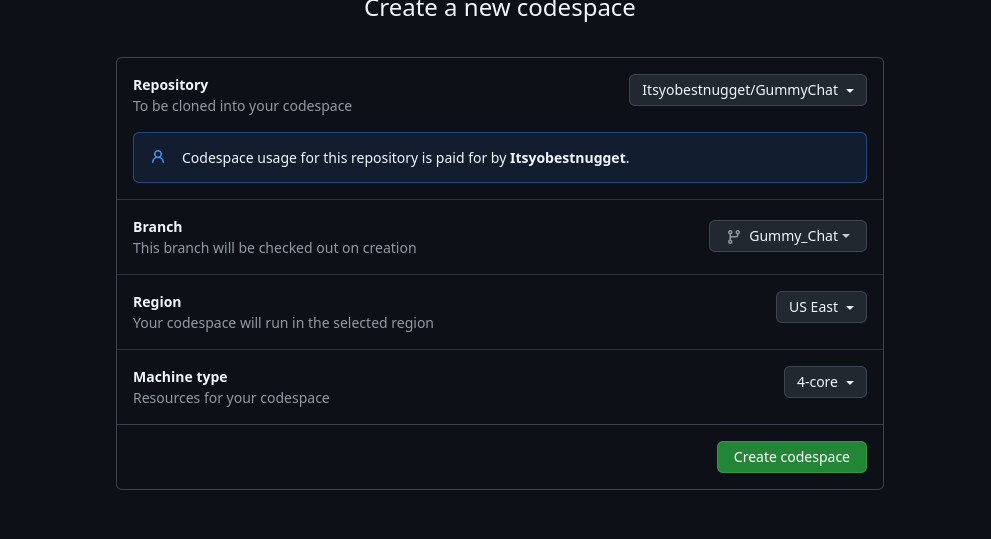 Create a new codespace
Repository
To be cloned into your codespace
Itsyobestnugget/GummyChat
Codespace usage for this repository is paid for by Itsyobestnugget.
Branch
This branch will be checked out on creation
Gummy_Chat
Region
Your codespace will run in the selected region
US East
Machine type
Resources for your codespace
4-core
Create codespace